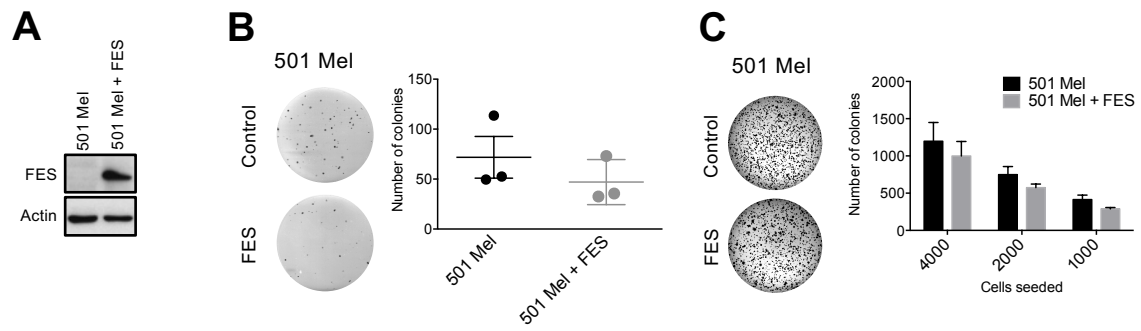 A
501 Mel
501 Mel + FES
FES
Actin
B
501 Mel
Control
FES
Number of colonies
150
100
50
0
501 Mel
501 Mel + FES
C
501 Mel
Control
FES
Number of colonies
2000
1500
1000
500
0
501 Mel
501 Mel + FES
4000
2000
1000
Cells seeded